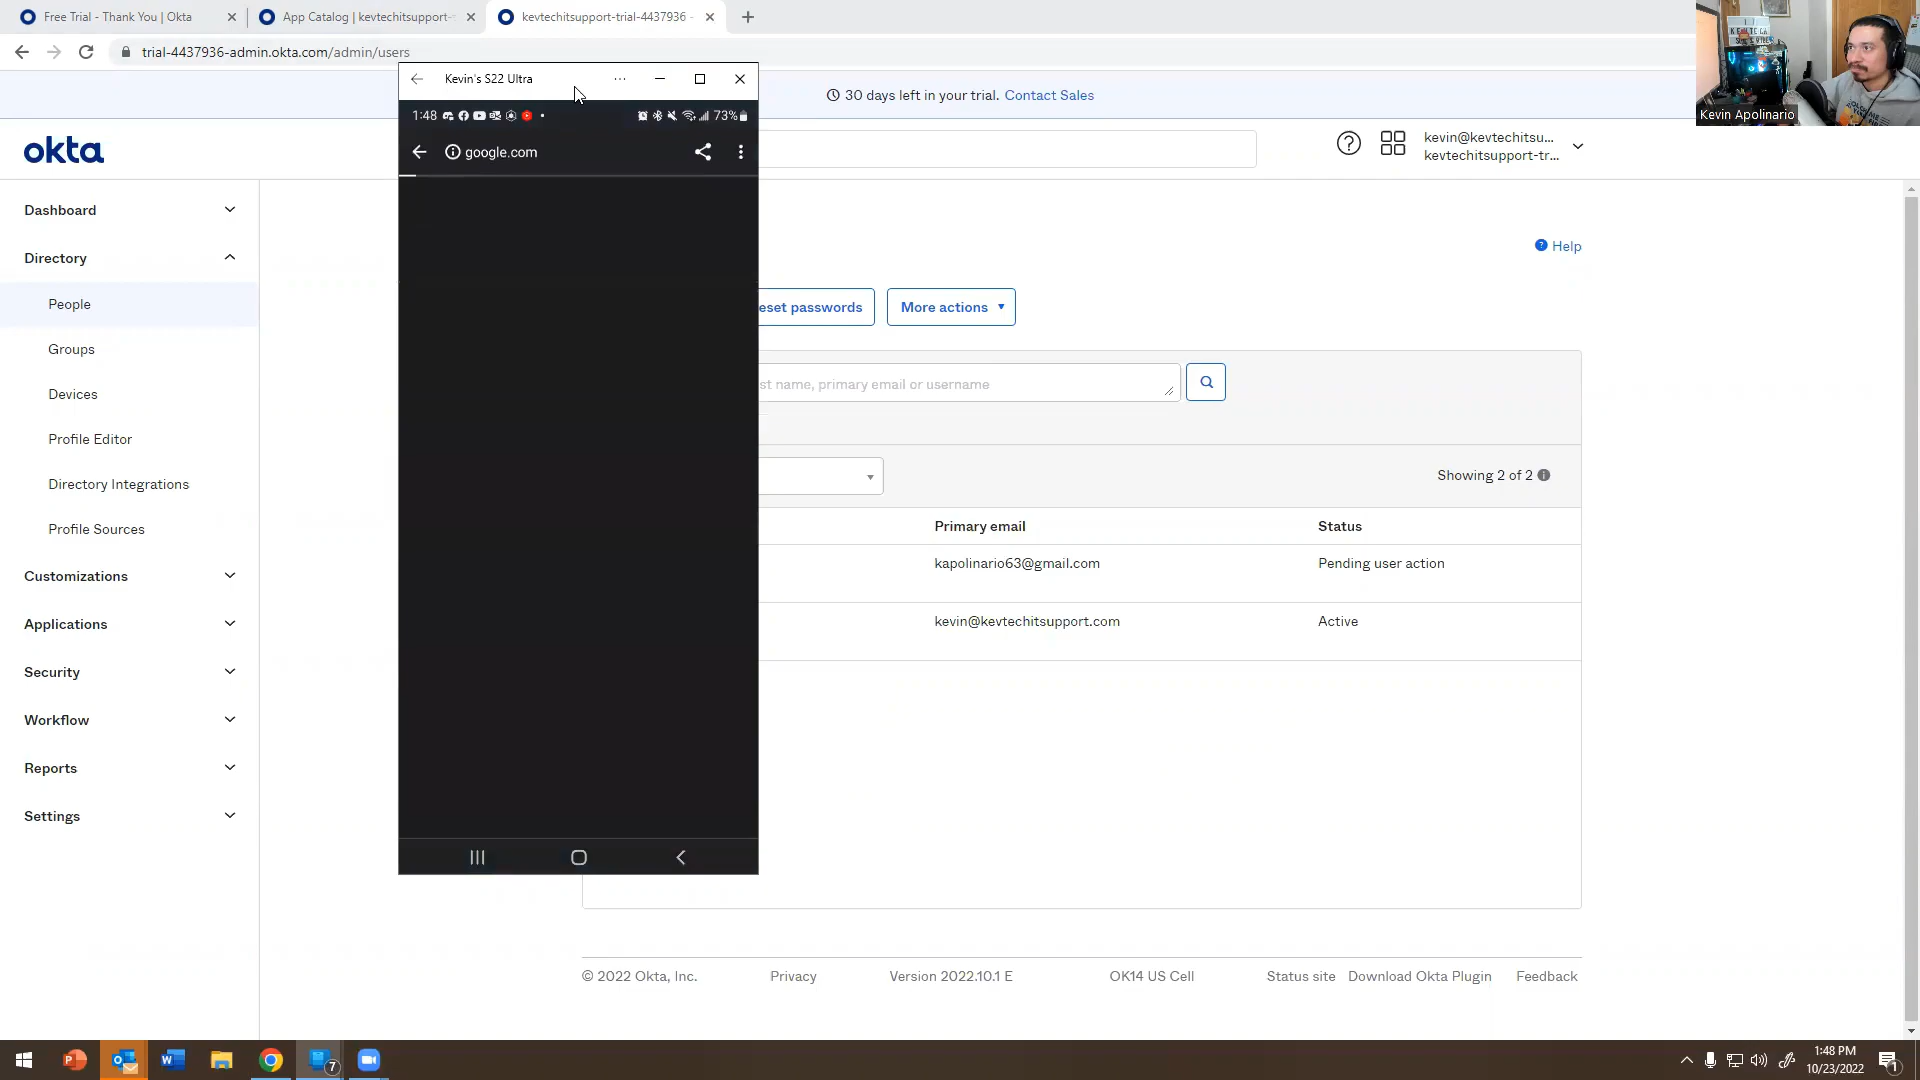 Free Trial - Thank You | Okta
App Catalog | kevtechitsupport-
kevtechitsupport-trial-4437936 -
trial-4437936-admin.okta.com/admin/users
30 days left in your trial. Contact Sales
Kevin Apolinario
okta
kevin@kevtechitsu...
kevtechitsupport-tr...
Kevin's S22 Ultra
1:48
73%
google.com
Dashboard
Directory
People
Groups
Devices
Profile Editor
Directory Integrations
Profile Sources
Customizations
Applications
Security
Workflow
Reports
Settings
Help
eset passwords
More actions
st name, primary email or username
Showing 2 of 2
Primary email
Status
kapolinario63@gmail.com
Pending user action
kevin@kevtechitsupport.com
Active
© 2022 Okta, Inc.
Privacy
Version 2022.10.1 E
OK14 US Cell
Status site
Download Okta Plugin
Feedback
7
1:48 PM
10/23/2022
1